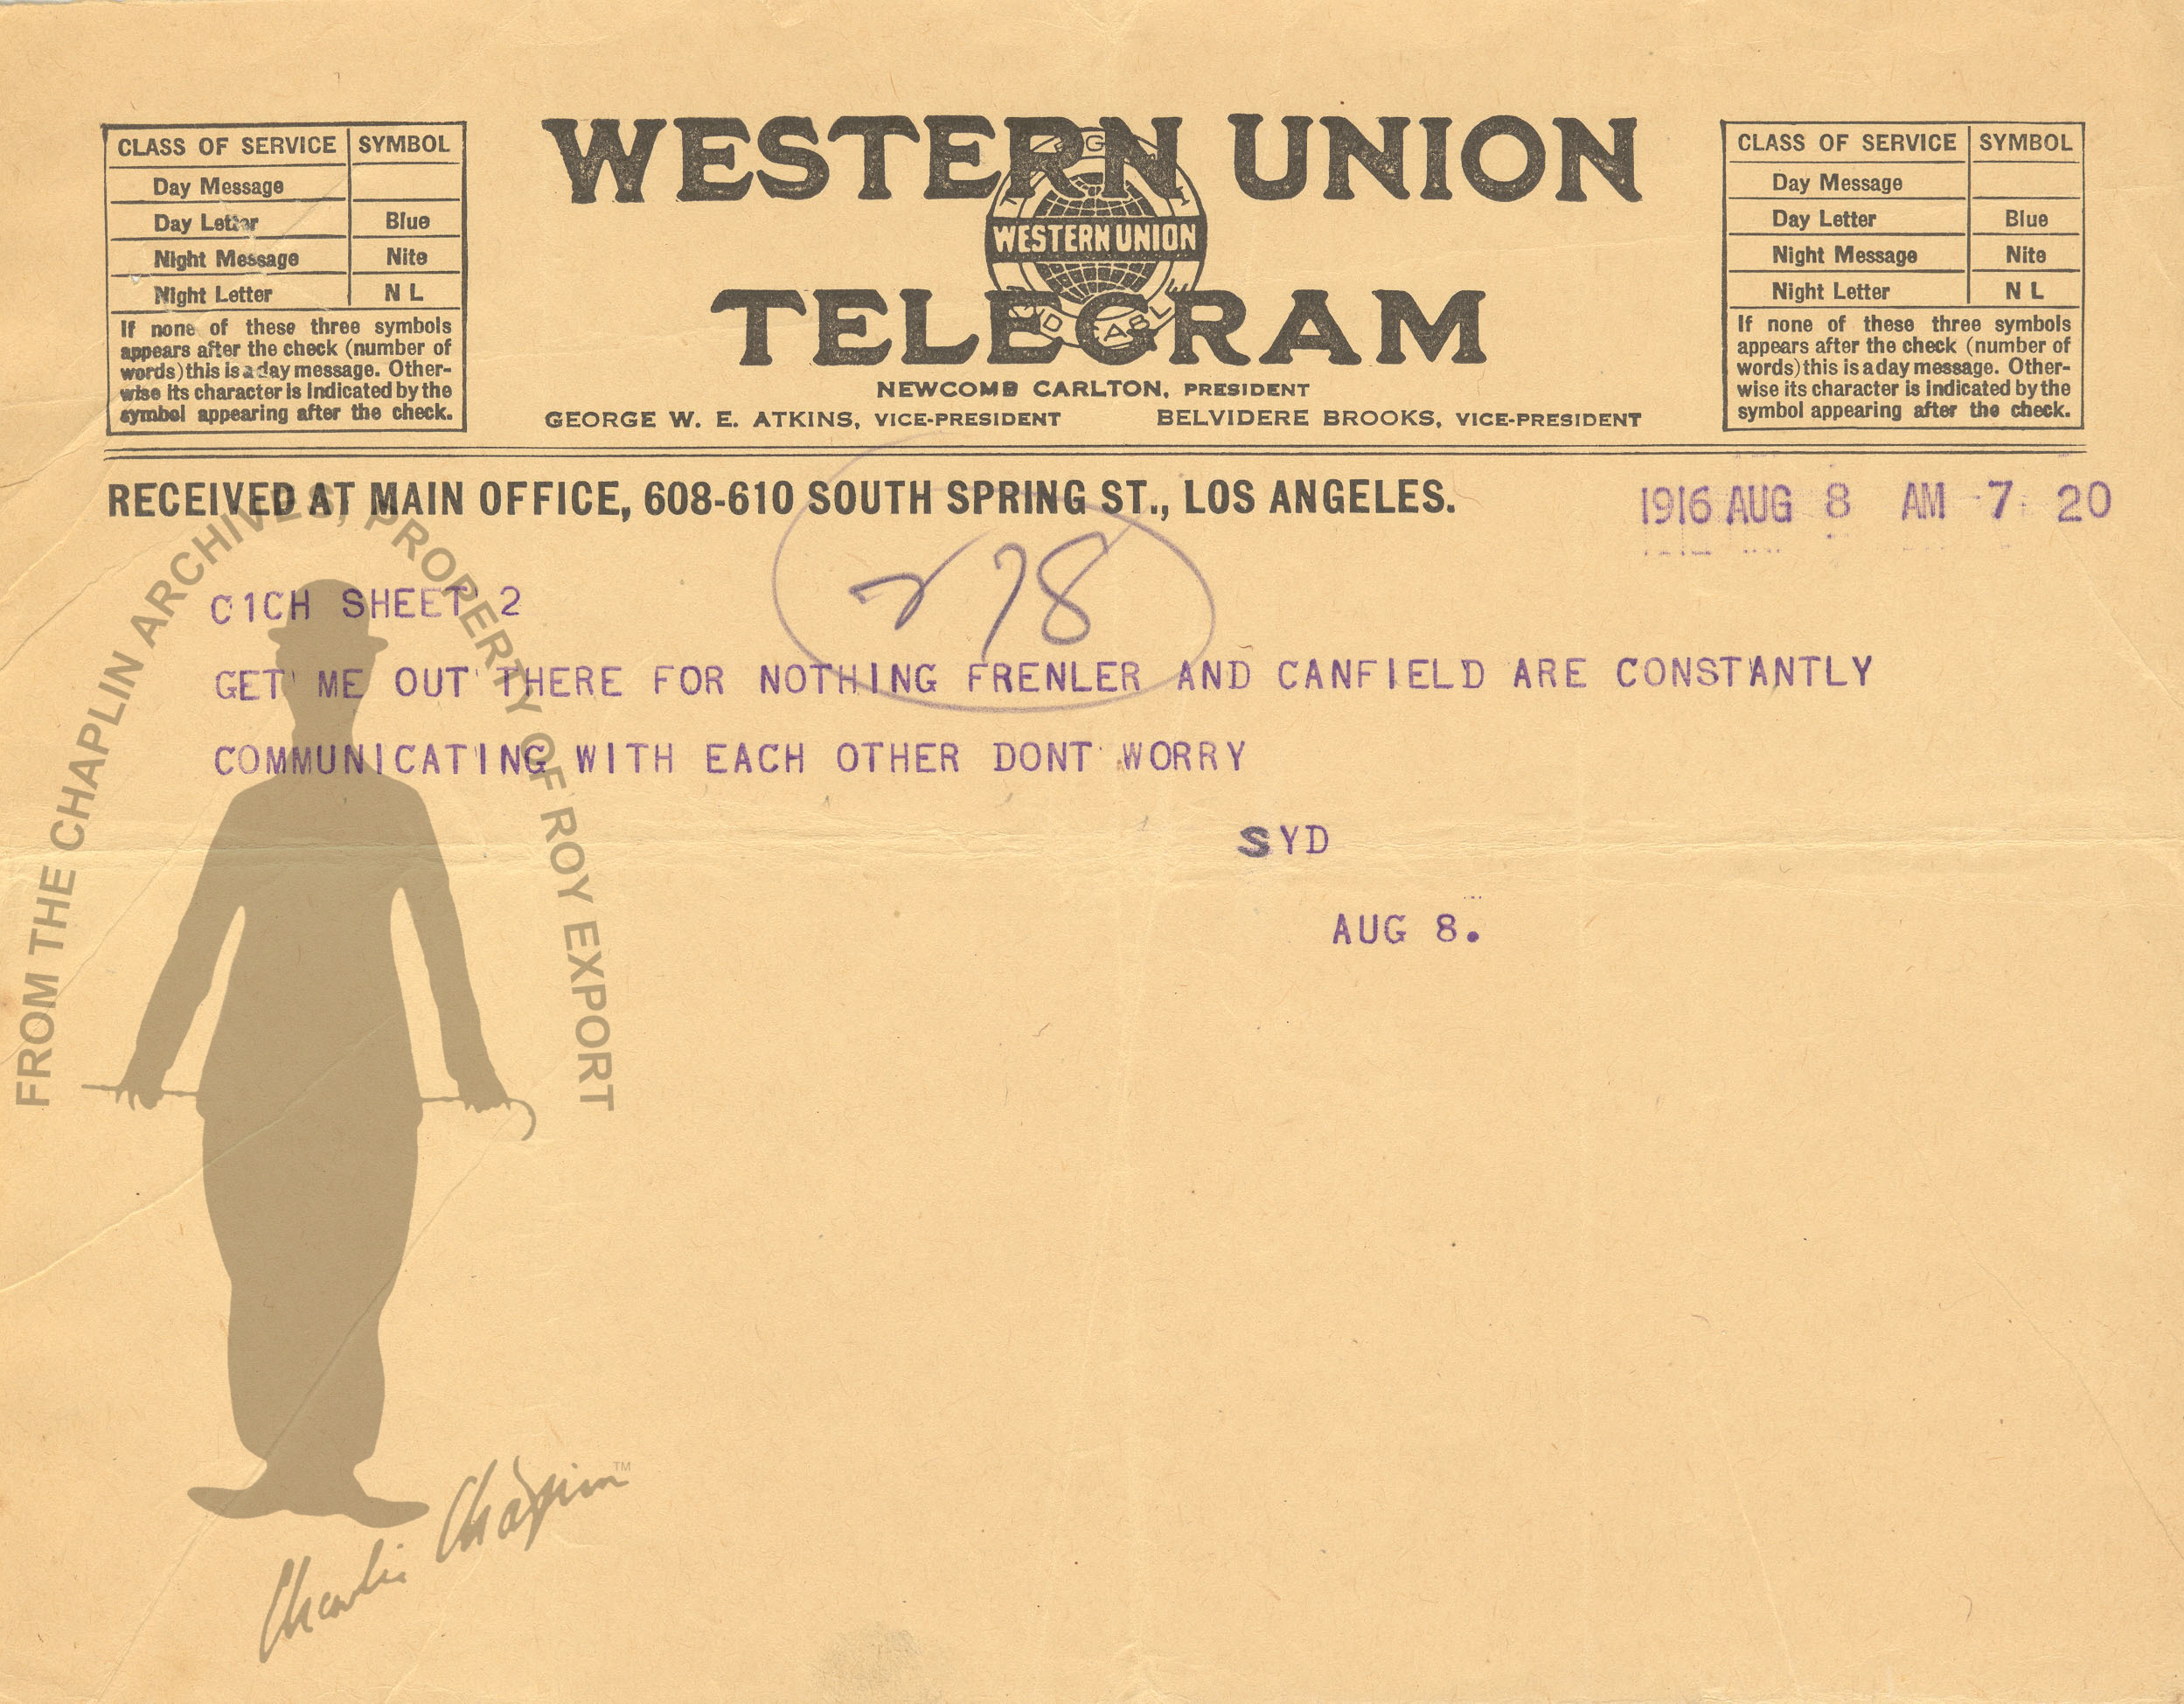 CLASS OF SERVICE SYMBOL
Day Message
Day Letter Blue
Night Message Nite
Night Letter N L
If none of these three symbols
appears after the check (number of
words) this is a day message. Other-
wise its character is indicated by the
symbol appearing after the check.
WESTERN UNION
WESTERN UNION
TELEGRAM
NEWCOMB CARLTON, PRESIDENT
GEORGE W. E. ATKINS, VICE-PRESIDENT BELVIDERE BROOKS, VICE-PRESIDENT
CLASS OF SERVICE SYMBOL
Day Message
Day Letter Blue
Night Message Nite
Night Letter N L
If none of these three symbols
appears after the check (number of
words) this is a day message. Other-
wise its character is indicated by the
symbol appearing after the check.
RECEIVED AT MAIN OFFICE, 608-610 SOUTH SPRING ST., LOS ANGELES.
1916 AUG 8 AM 7 20
78
C1CH SHEET 2
GET ME OUT THERE FOR NOTHING FRENLER AND CANFIELD ARE CONSTANTLY
COMMUNICATING WITH EACH OTHER DONT WORRY
SYD
AUG 8.
FROM THE CHAPLIN ARCHIVES, PROPERTY OF ROY EXPORT
Charlie Chaplin TM